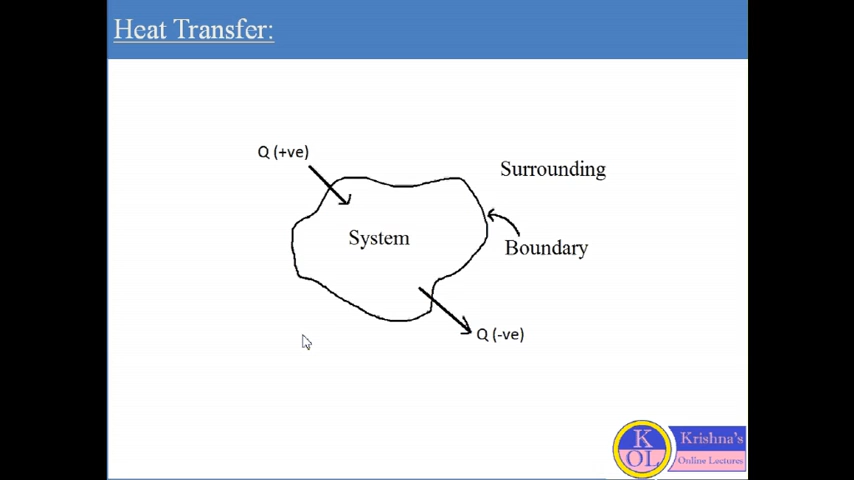 Heat Transfer:
Q (+ve)
Surrounding
System
Boundary
Q (-ve)
K
OL
Krishna's
Online Lectures